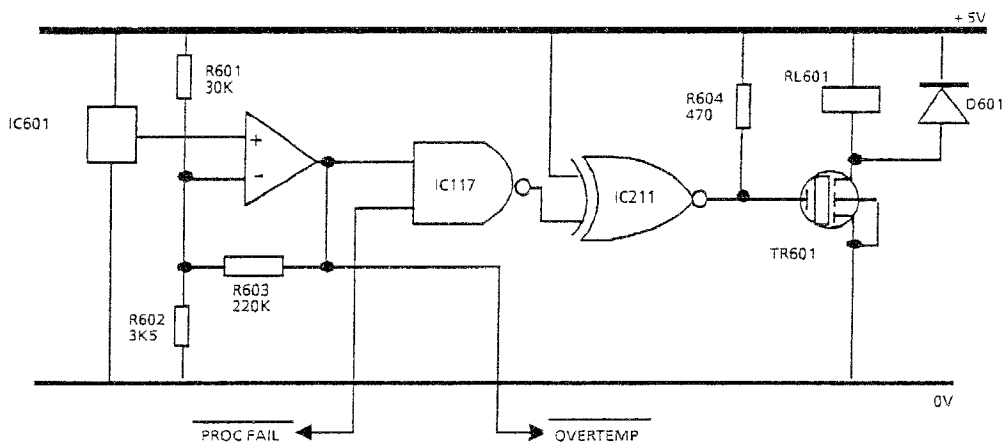 + 5V
R601
30K
RL601
R604
470
D601
IC601
+
-
IC117
IC211
TR601
R603
220K
R602
3K5
0V
PROC FAIL
OVERTEMP